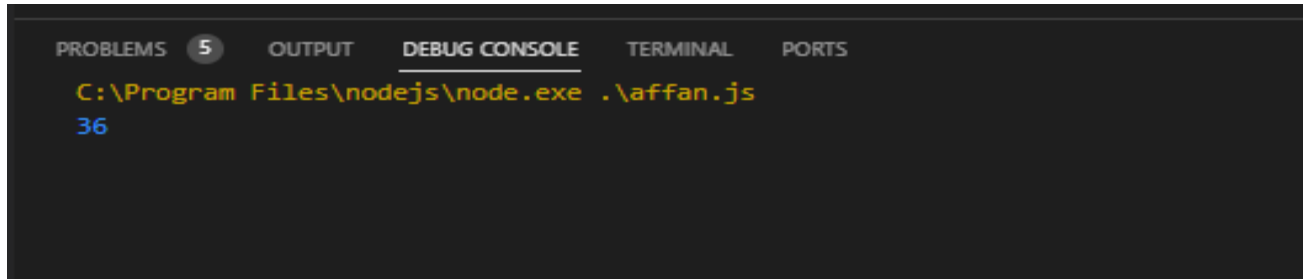 PROBLEMS 5 OUTPUT DEBUG CONSOLE TERMINAL PORTS
C:\Program Files\nodejs\node.exe .\affan.js
36